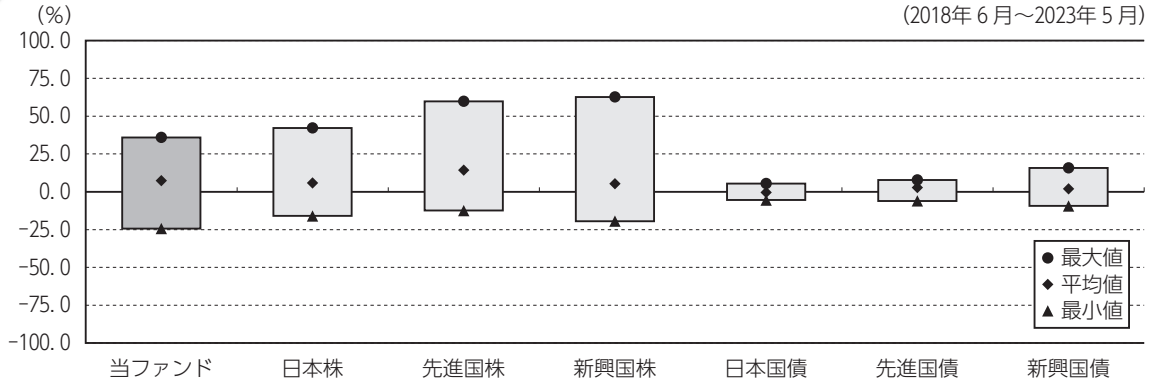 (%)
(2018年6月～2023年5月)
100.0
75.0
50.0
25.0
0.0
-25.0
-50.0
-75.0
-100.0
最大値
平均値
最小値
当ファンド 日本株 先進国株 新興国株 日本国債 先進国債 新興国債